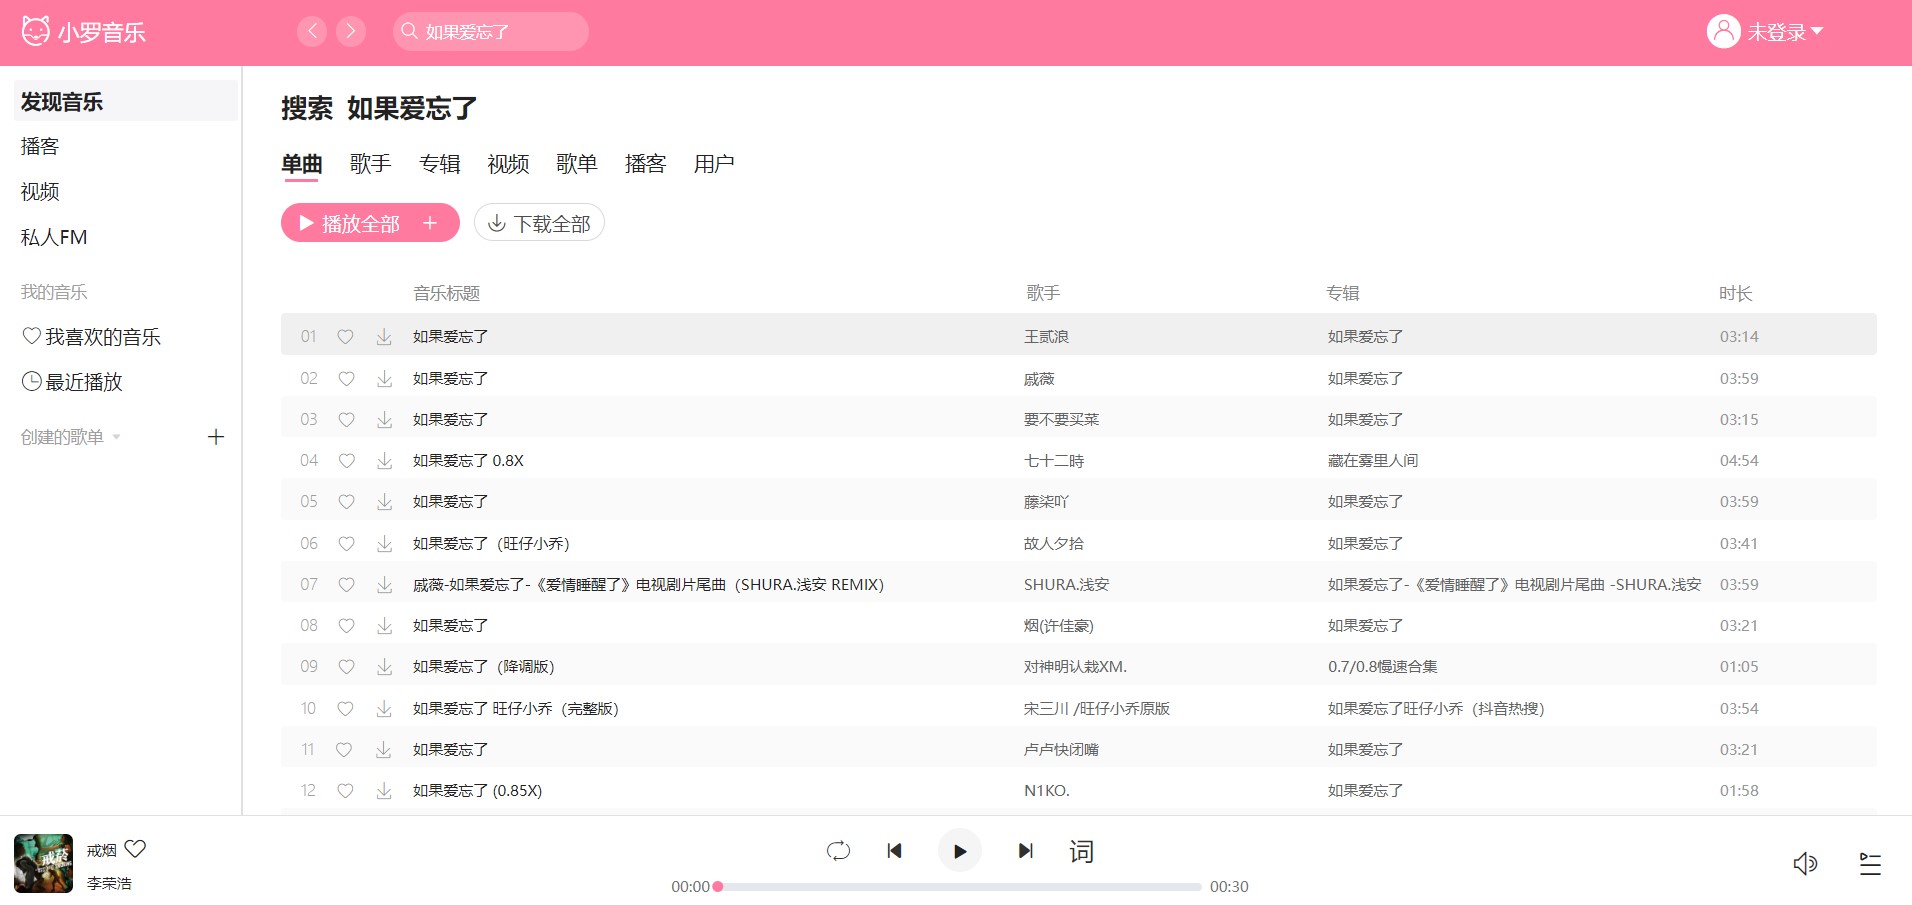 小罗音乐
如果爱忘了
未登录
发现音乐
播客
视频
私人FM
我的音乐
我喜欢的音乐
最近播放
创建的歌单
搜索 如果爱忘了
单曲 歌手 专辑 视频 歌单 播客 用户
播放全部 + 下载全部
音乐标题 歌手 专辑 时长
01 如果爱忘了 王贰浪 如果爱忘了 03:14
02 如果爱忘了 戚薇 如果爱忘了 03:59
03 如果爱忘了 要不要买菜 如果爱忘了 03:15
04 如果爱忘了 0.8X 七十二時 藏在雾里人间 04:54
05 如果爱忘了 藤柒吖 如果爱忘了 03:59
06 如果爱忘了（旺仔小乔） 故人夕拾 如果爱忘了 03:41
07 戚薇-如果爱忘了-《爱情睡醒了》电视剧片尾曲（SHURA.浅安 REMIX） SHURA.浅安 如果爱忘了-《爱情睡醒了》电视剧片尾曲 -SHURA.浅安 03:59
08 如果爱忘了 烟(许佳豪) 如果爱忘了 03:21
09 如果爱忘了（降调版） 对神明认栽XM. 0.7/0.8慢速合集 01:05
10 如果爱忘了 旺仔小乔（完整版） 宋三川 /旺仔小乔原版 如果爱忘了旺仔小乔（抖音热搜） 03:54
11 如果爱忘了 卢卢快闭嘴 如果爱忘了 03:21
12 如果爱忘了 (0.85X) N1KO. 如果爱忘了 01:58
戒烟
李荣浩
词
00:00 00:30